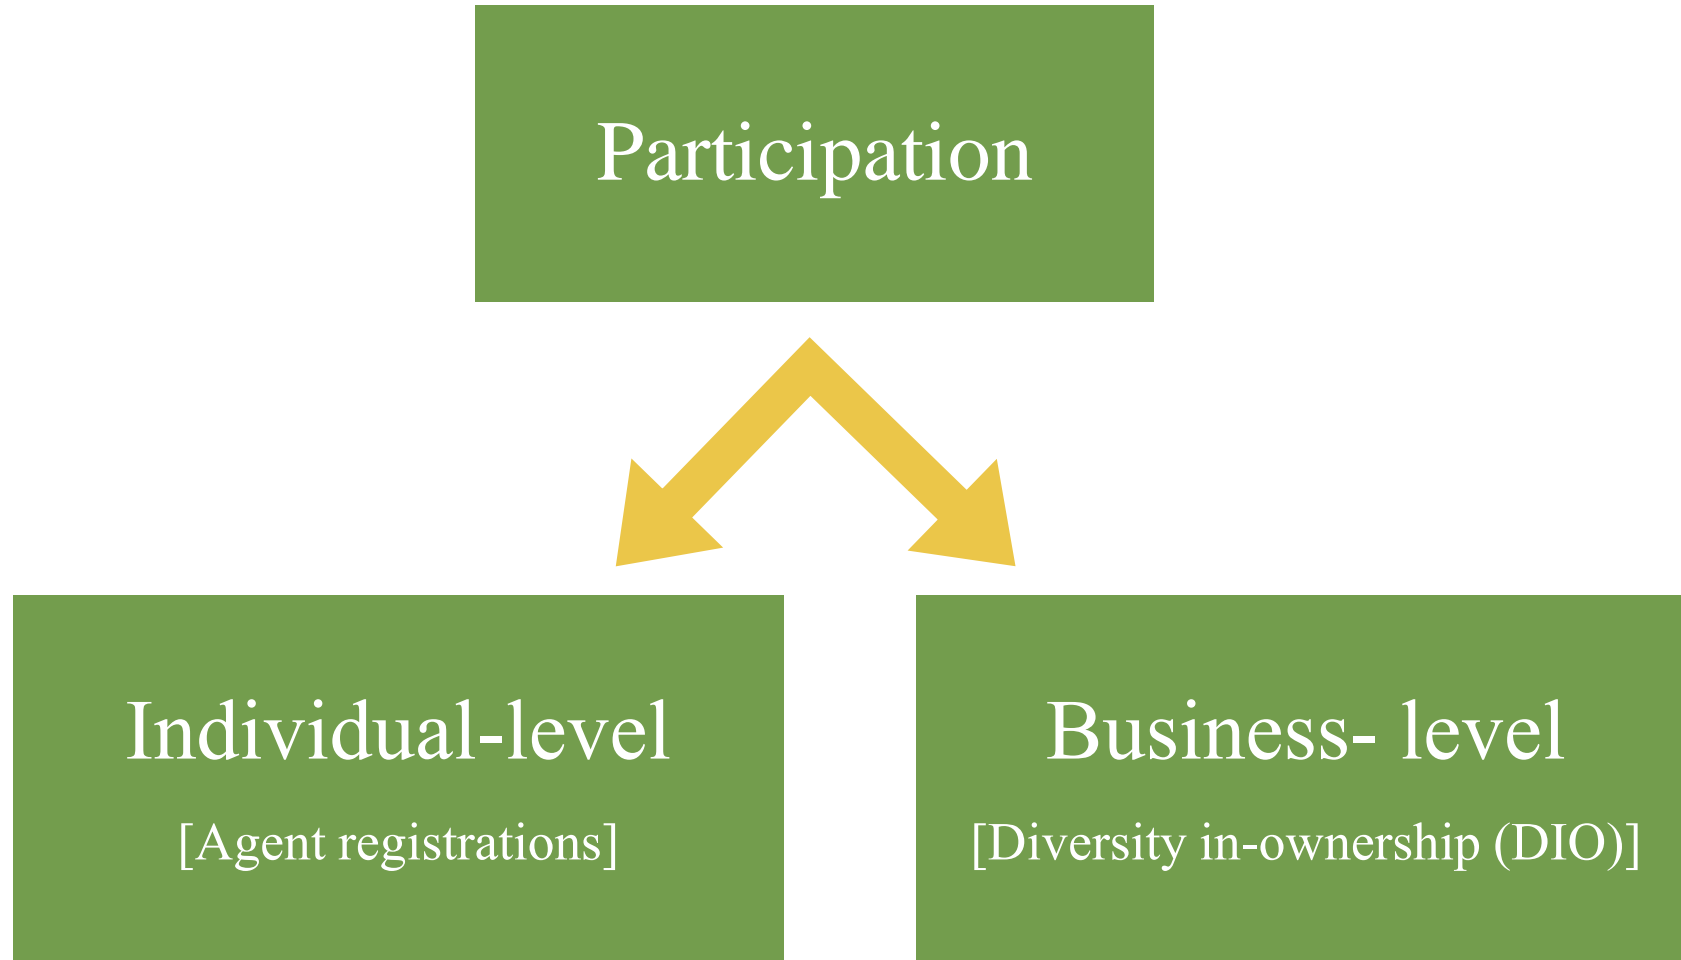 Participation
Individual-level
[Agent registrations]
Business- level
[Diversity in-ownership (DIO)]